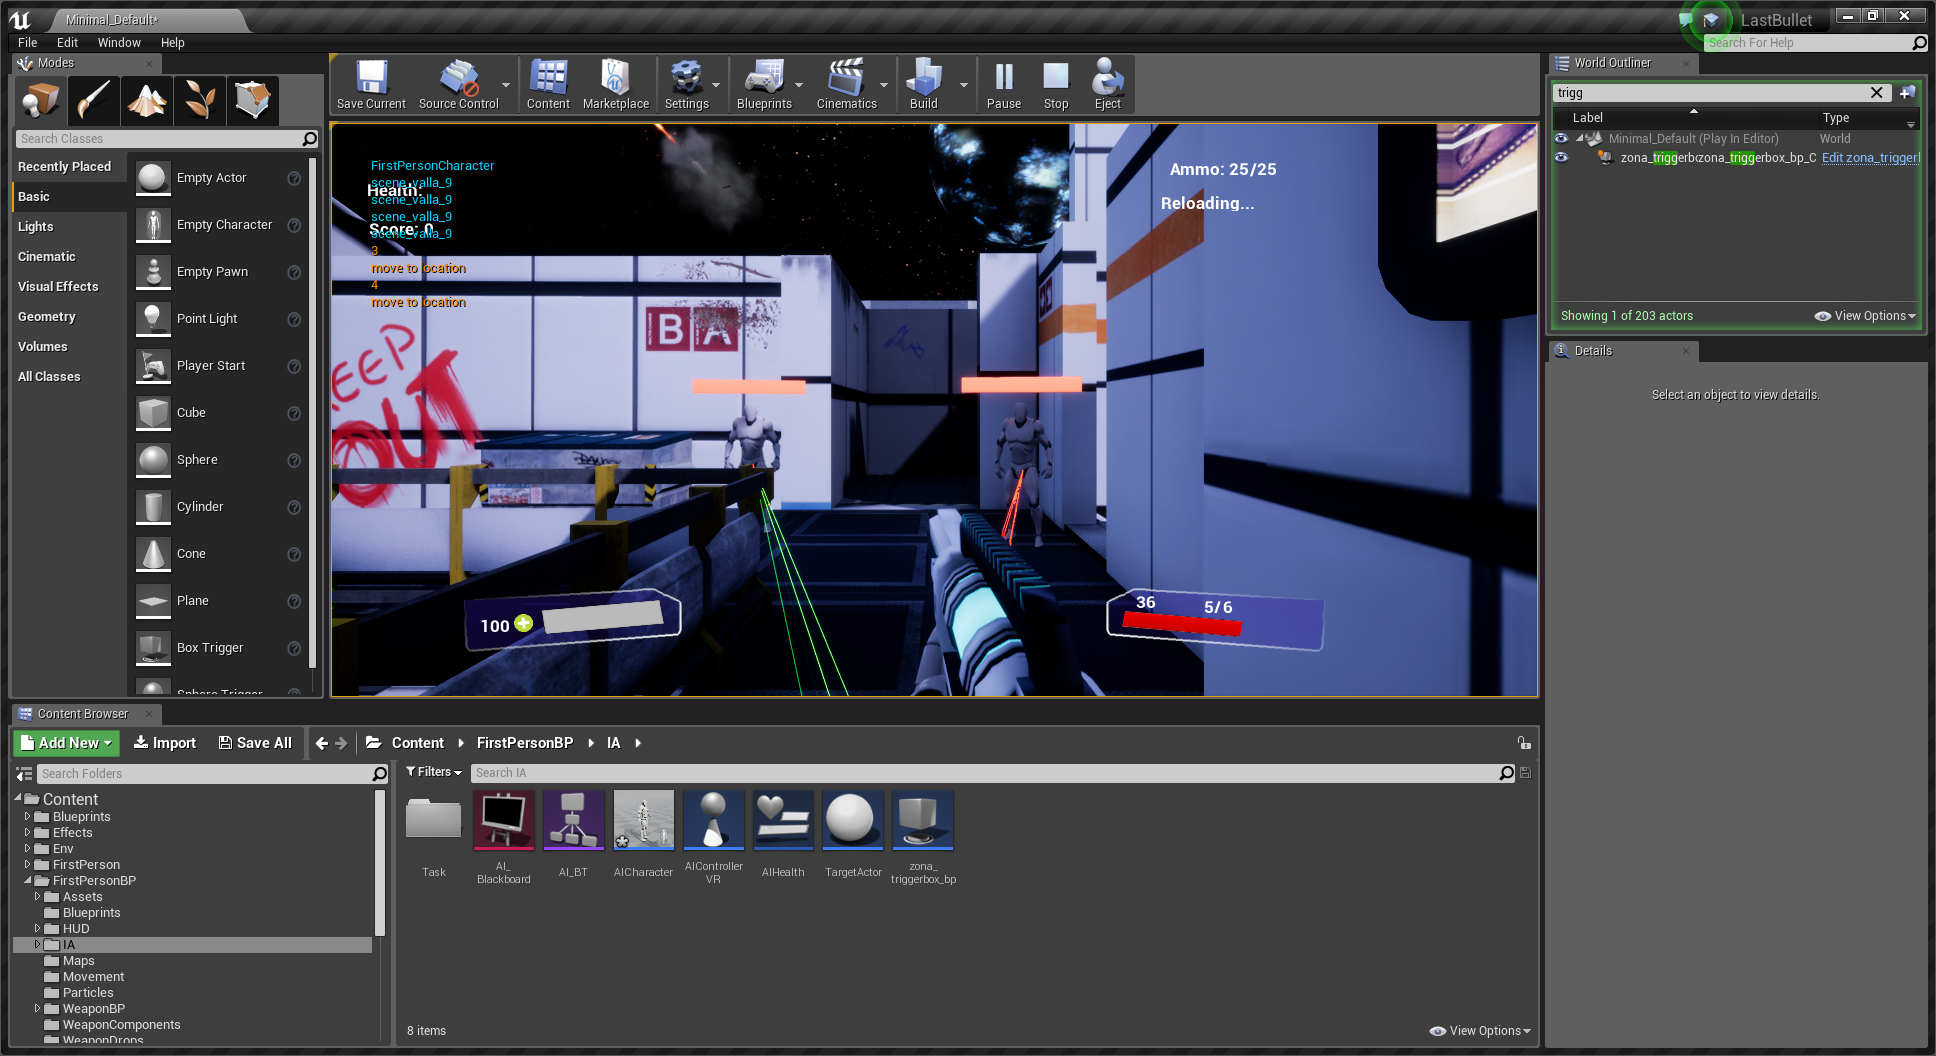 Minimal_Default*
LastBullet
File Edit Window Help
Search For Help
Modes
Search Classes
Recently Placed
Basic
Lights
Cinematic
Visual Effects
Geometry
Volumes
All Classes
Empty Actor
Empty Character
Empty Pawn
Point Light
Player Start
Cube
Sphere
Cylinder
Cone
Plane
Box Trigger
Sphere Trigger
Save Current
Source Control
Content
Marketplace
Settings
Blueprints
Cinematics
Build
Pause
Stop
Eject
FirstPersonCharacter
scene_valla_9
Health:
scene_valla_9
scene_valla_9
Score: 0
scene_valla_9
3
move to location
4
move to location
Ammo: 25/25
Reloading...
B A
KEEP
OUT
100
36 5/6
World Outliner
trigg
Label Type
Minimal_Default (Play In Editor) World
zona_triggerbczona_triggerbox_bp_C Edit zona_trigger
Showing 1 of 203 actors
View Options
Details
Select an object to view details.
Content Browser
Add New Import Save All Content FirstPersonBP IA
Search Folders
Filters Search IA
Content
Blueprints
Effects
Env
FirstPerson
FirstPersonBP
Assets
Blueprints
HUD
IA
Maps
Movement
Particles
WeaponBP
WeaponComponents
WeaponDrops
Task
AI_
Blackboard
AI_BT
AICharacter
AIController
VR
AIHealth
TargetActor
zona_
triggerbox_bp
8 items
View Options